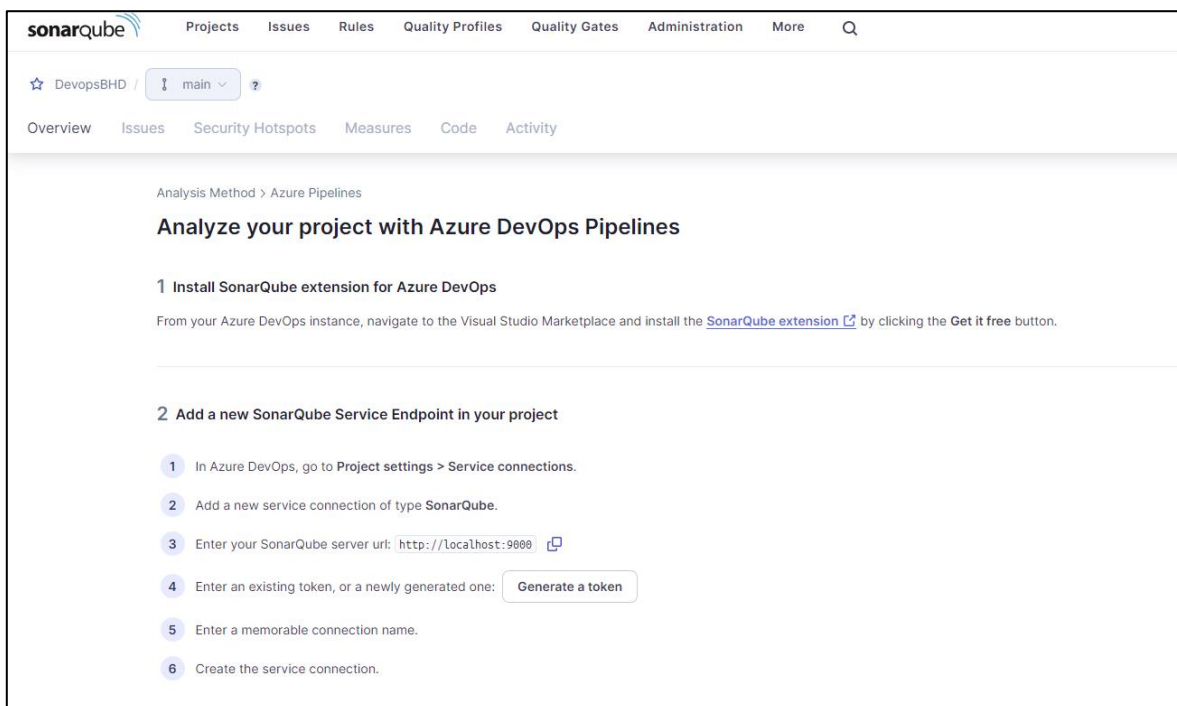 sonarqube Projects Issues Rules Quality Profiles Quality Gates Administration More
DevopsBHD / main ?
Overview Issues Security Hotspots Measures Code Activity
Analysis Method > Azure Pipelines
Analyze your project with Azure DevOps Pipelines
1 Install SonarQube extension for Azure DevOps
From your Azure DevOps instance, navigate to the Visual Studio Marketplace and install the SonarQube extension by clicking the Get it free button.
2 Add a new SonarQube Service Endpoint in your project
1 In Azure DevOps, go to Project settings > Service connections.
2 Add a new service connection of type SonarQube.
3 Enter your SonarQube server url: http://localhost:9000
4 Enter an existing token, or a newly generated one: Generate a token
5 Enter a memorable connection name.
6 Create the service connection.